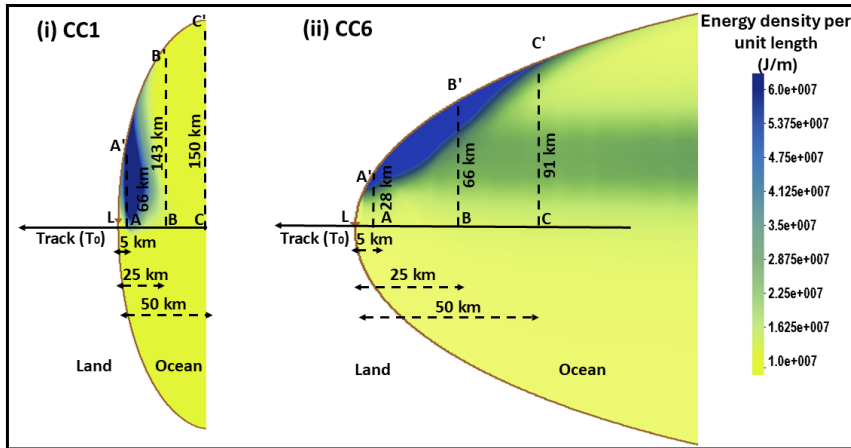 (i) CC1
C'
B'
A'
66 km
143 km
150 km
L
A
B
C
Track (T₀)
5 km
25 km
50 km
Land
Ocean
(ii) CC6
C'
B'
A'
28 km
66 km
91 km
L
A
B
C
Track (T₀)
5 km
25 km
50 km
Land
Ocean
Energy density per
unit length
(J/m)
6.0e+007
5.375e+007
4.75e+007
4.125e+007
3.5e+007
2.875e+007
2.25e+007
1.625e+007
1.0e+007